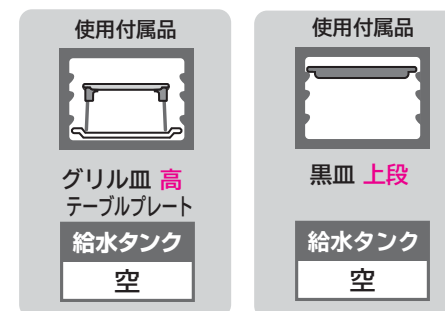 使用付属品
グリル皿 高
テーブルプレート
給水タンク
空
使用付属品
黒皿 上段
給水タンク
空